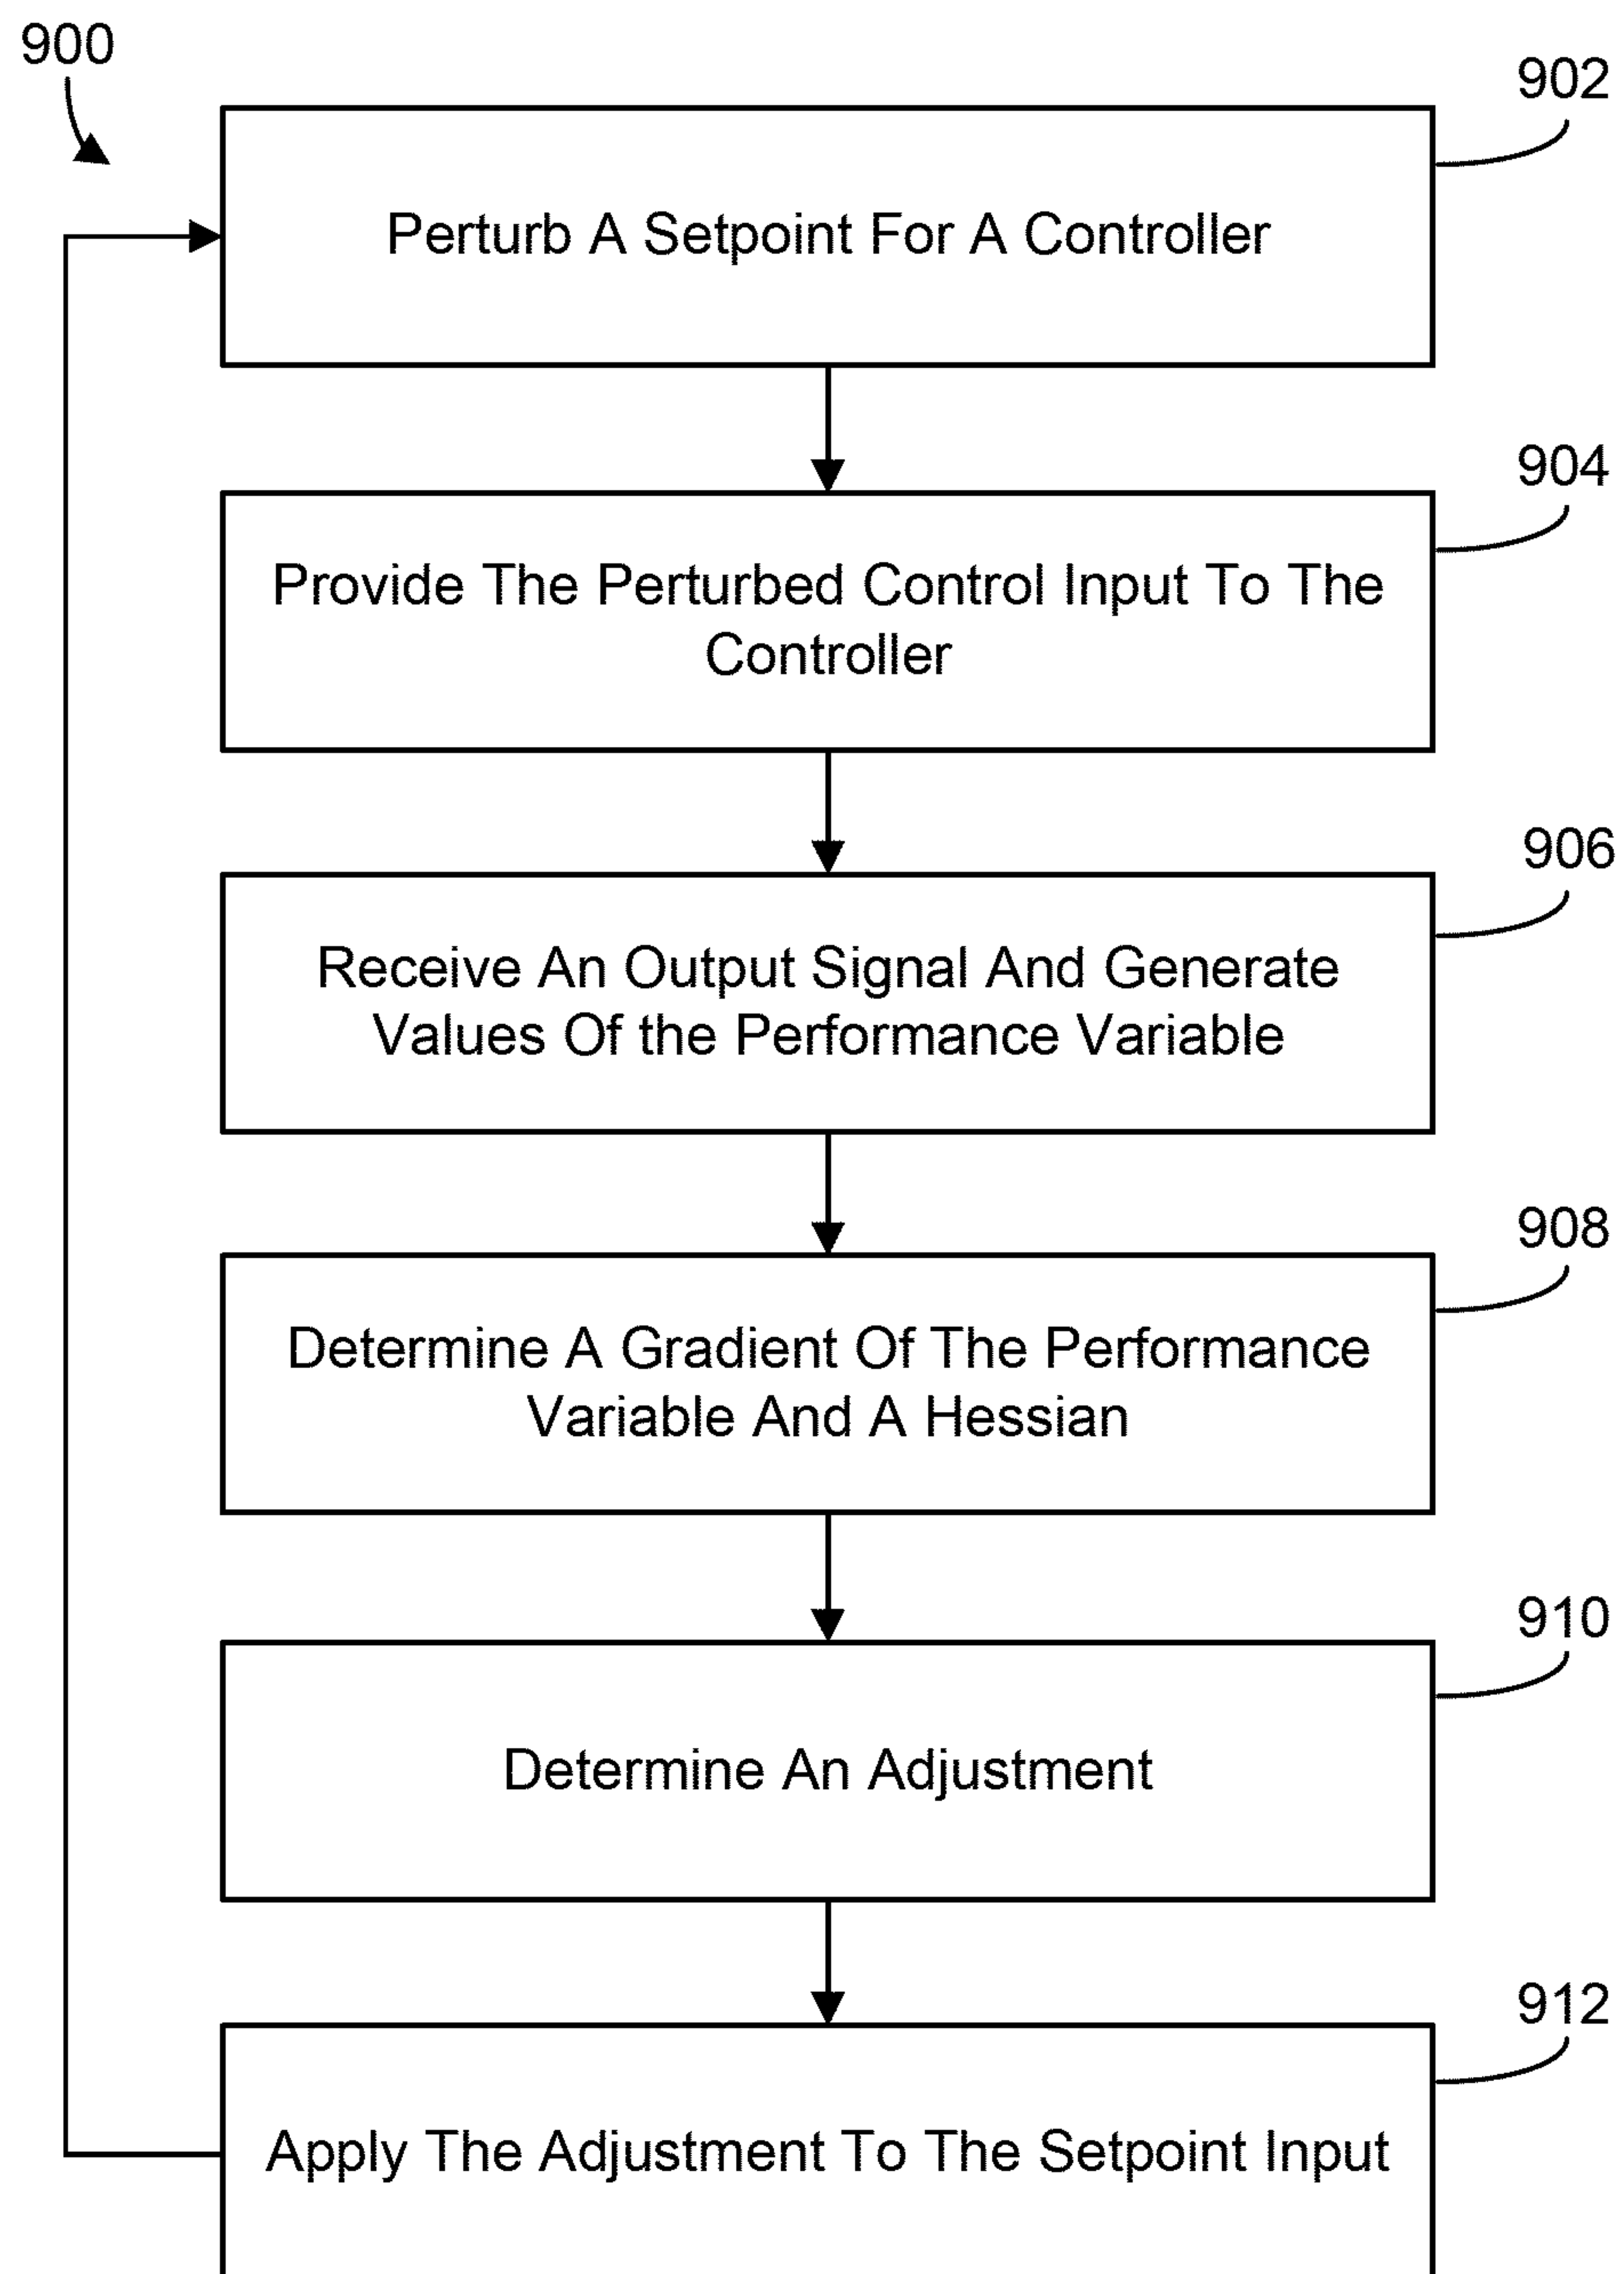 900
902
Perturb A Setpoint For A Controller
904
Provide The Perturbed Control Input To The
Controller
906
Receive An Output Signal And Generate
Values Of the Performance Variable
908
Determine A Gradient Of The Performance
Variable And A Hessian
910
Determine An Adjustment
912
Apply The Adjustment To The Setpoint Input